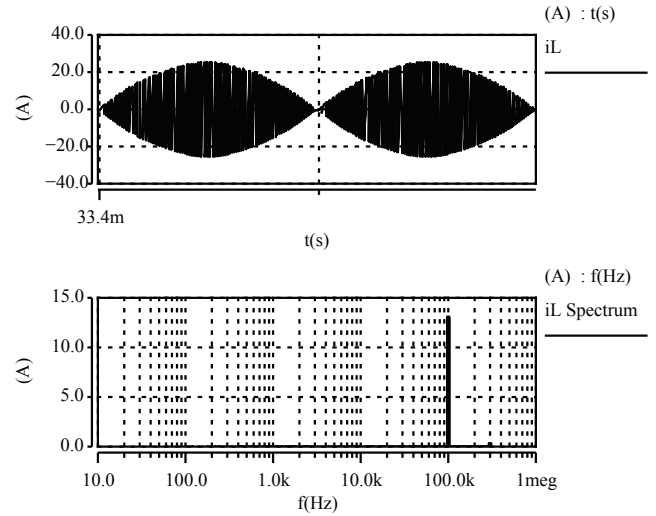 (A) : t(s)
iL
40.0
20.0
0.0
−20.0
−40.0
(A)
33.4m
t(s)
(A) : f(Hz)
iL Spectrum
15.0
10.0
5.0
0.0
(A)
10.0 100.0 1.0k 10.0k 100.0k 1meg
f(Hz)